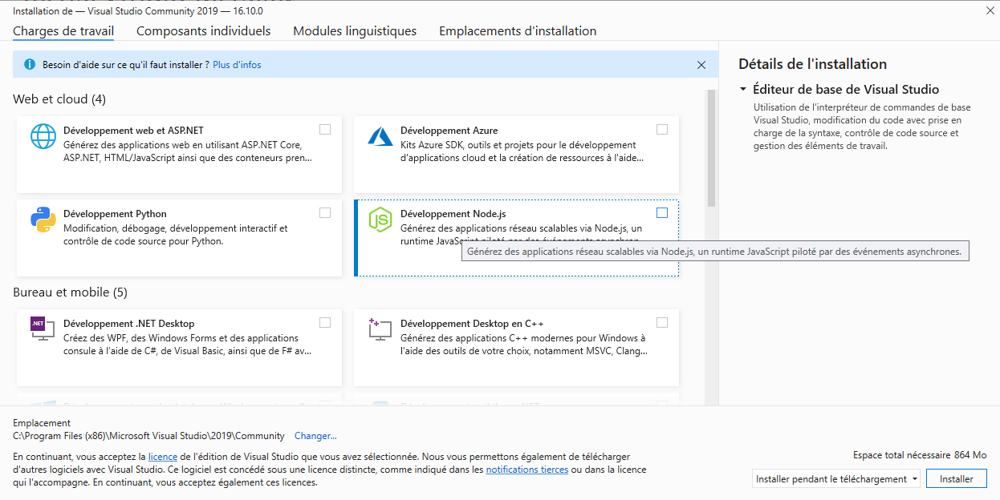 Installation de — Visual Studio Community 2019 — 16.10.0
Charges de travail
Composants individuels
Modules linguistiques
Emplacements d'installation
Besoin d'aide sur ce qu'il faut installer ? Plus d'infos
Web et cloud (4)
Développement web et ASP.NET
Générez des applications web en utilisant ASP.NET Core,
ASP.NET, HTML/JavaScript ainsi que des conteneurs pren...
Développement Azure
Kits Azure SDK, outils et projets pour le développement
d'applications cloud et la création de ressources à l'aide...
Développement Python
Modification, débogage, développement interactif et
contrôle de code source pour Python.
JS
Développement Node.js
Générez des applications réseau scalables via Node.js, un
runtime JavaScript piloté par des événements asynchron...
Générez des applications réseau scalables via Node.js, un runtime JavaScript piloté par des événements asynchrones.
Bureau et mobile (5)
.NET
Développement .NET Desktop
Créez des WPF, des Windows Forms et des applications
console à l'aide de C#, de Visual Basic, ainsi que de F# av...
Développement Desktop en C++
Générez des applications C++ modernes pour Windows à
l'aide des outils de votre choix, notamment MSVC, Clang...
Détails de l'installation
Éditeur de base de Visual Studio
Utilisation de l'interpréteur de commandes de base
Visual Studio, modification du code avec prise en
charge de la syntaxe, contrôle de code source et
gestion des éléments de travail.
Emplacement
C:\Program Files (x86)\Microsoft Visual Studio\2019\Community Changer...
En continuant, vous acceptez la licence de l'édition de Visual Studio que vous avez sélectionnée. Nous vous permettons également de télécharger
d'autres logiciels avec Visual Studio. Ce logiciel est concédé sous une licence distincte, comme indiqué dans les notifications tierces ou dans la licence
qui l'accompagne. En continuant, vous acceptez également ces licences.
Espace total nécessaire 864 Mo
Installer pendant le téléchargement
Installer